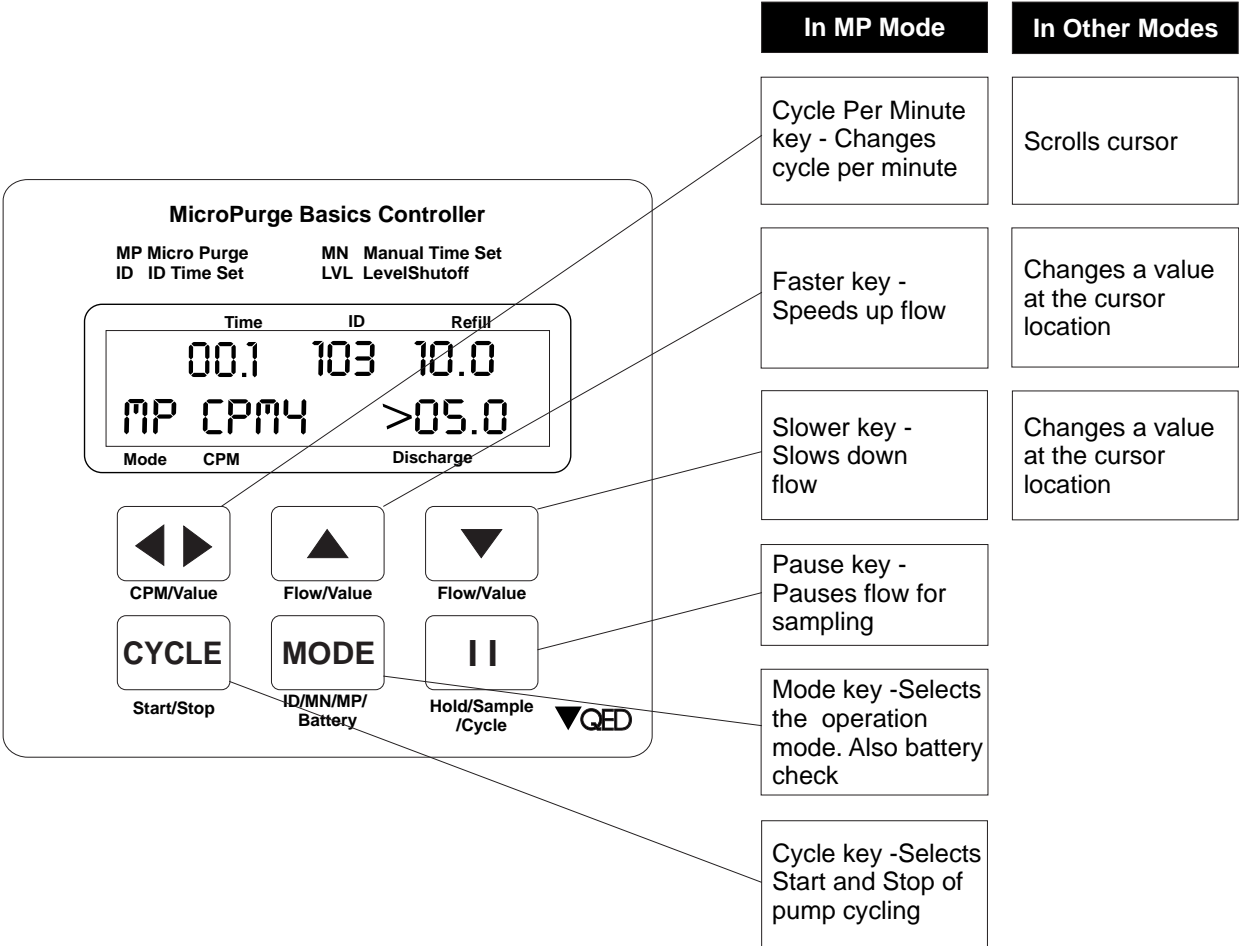 In MP Mode
In Other Modes
Cycle Per Minute
key - Changes
cycle per minute
Scrolls cursor
Faster key -
Speeds up flow
Changes a value
at the cursor
location
Slower key -
Slows down
flow
Changes a value
at the cursor
location
Pause key -
Pauses flow for
sampling
Mode key -Selects
the operation
mode. Also battery
check
Cycle key -Selects
Start and Stop of
pump cycling
MicroPurge Basics Controller
MP Micro Purge
MN Manual Time Set
ID ID Time Set
LVL LevelShutoff
Time ID Refill
00.1 103 10.0
MP CPM4 >05.0
Mode CPM Discharge
CPM/Value
Flow/Value
Flow/Value
CYCLE
MODE
II
Start/Stop
ID/MN/MP/
Battery
Hold/Sample
/Cycle
QED